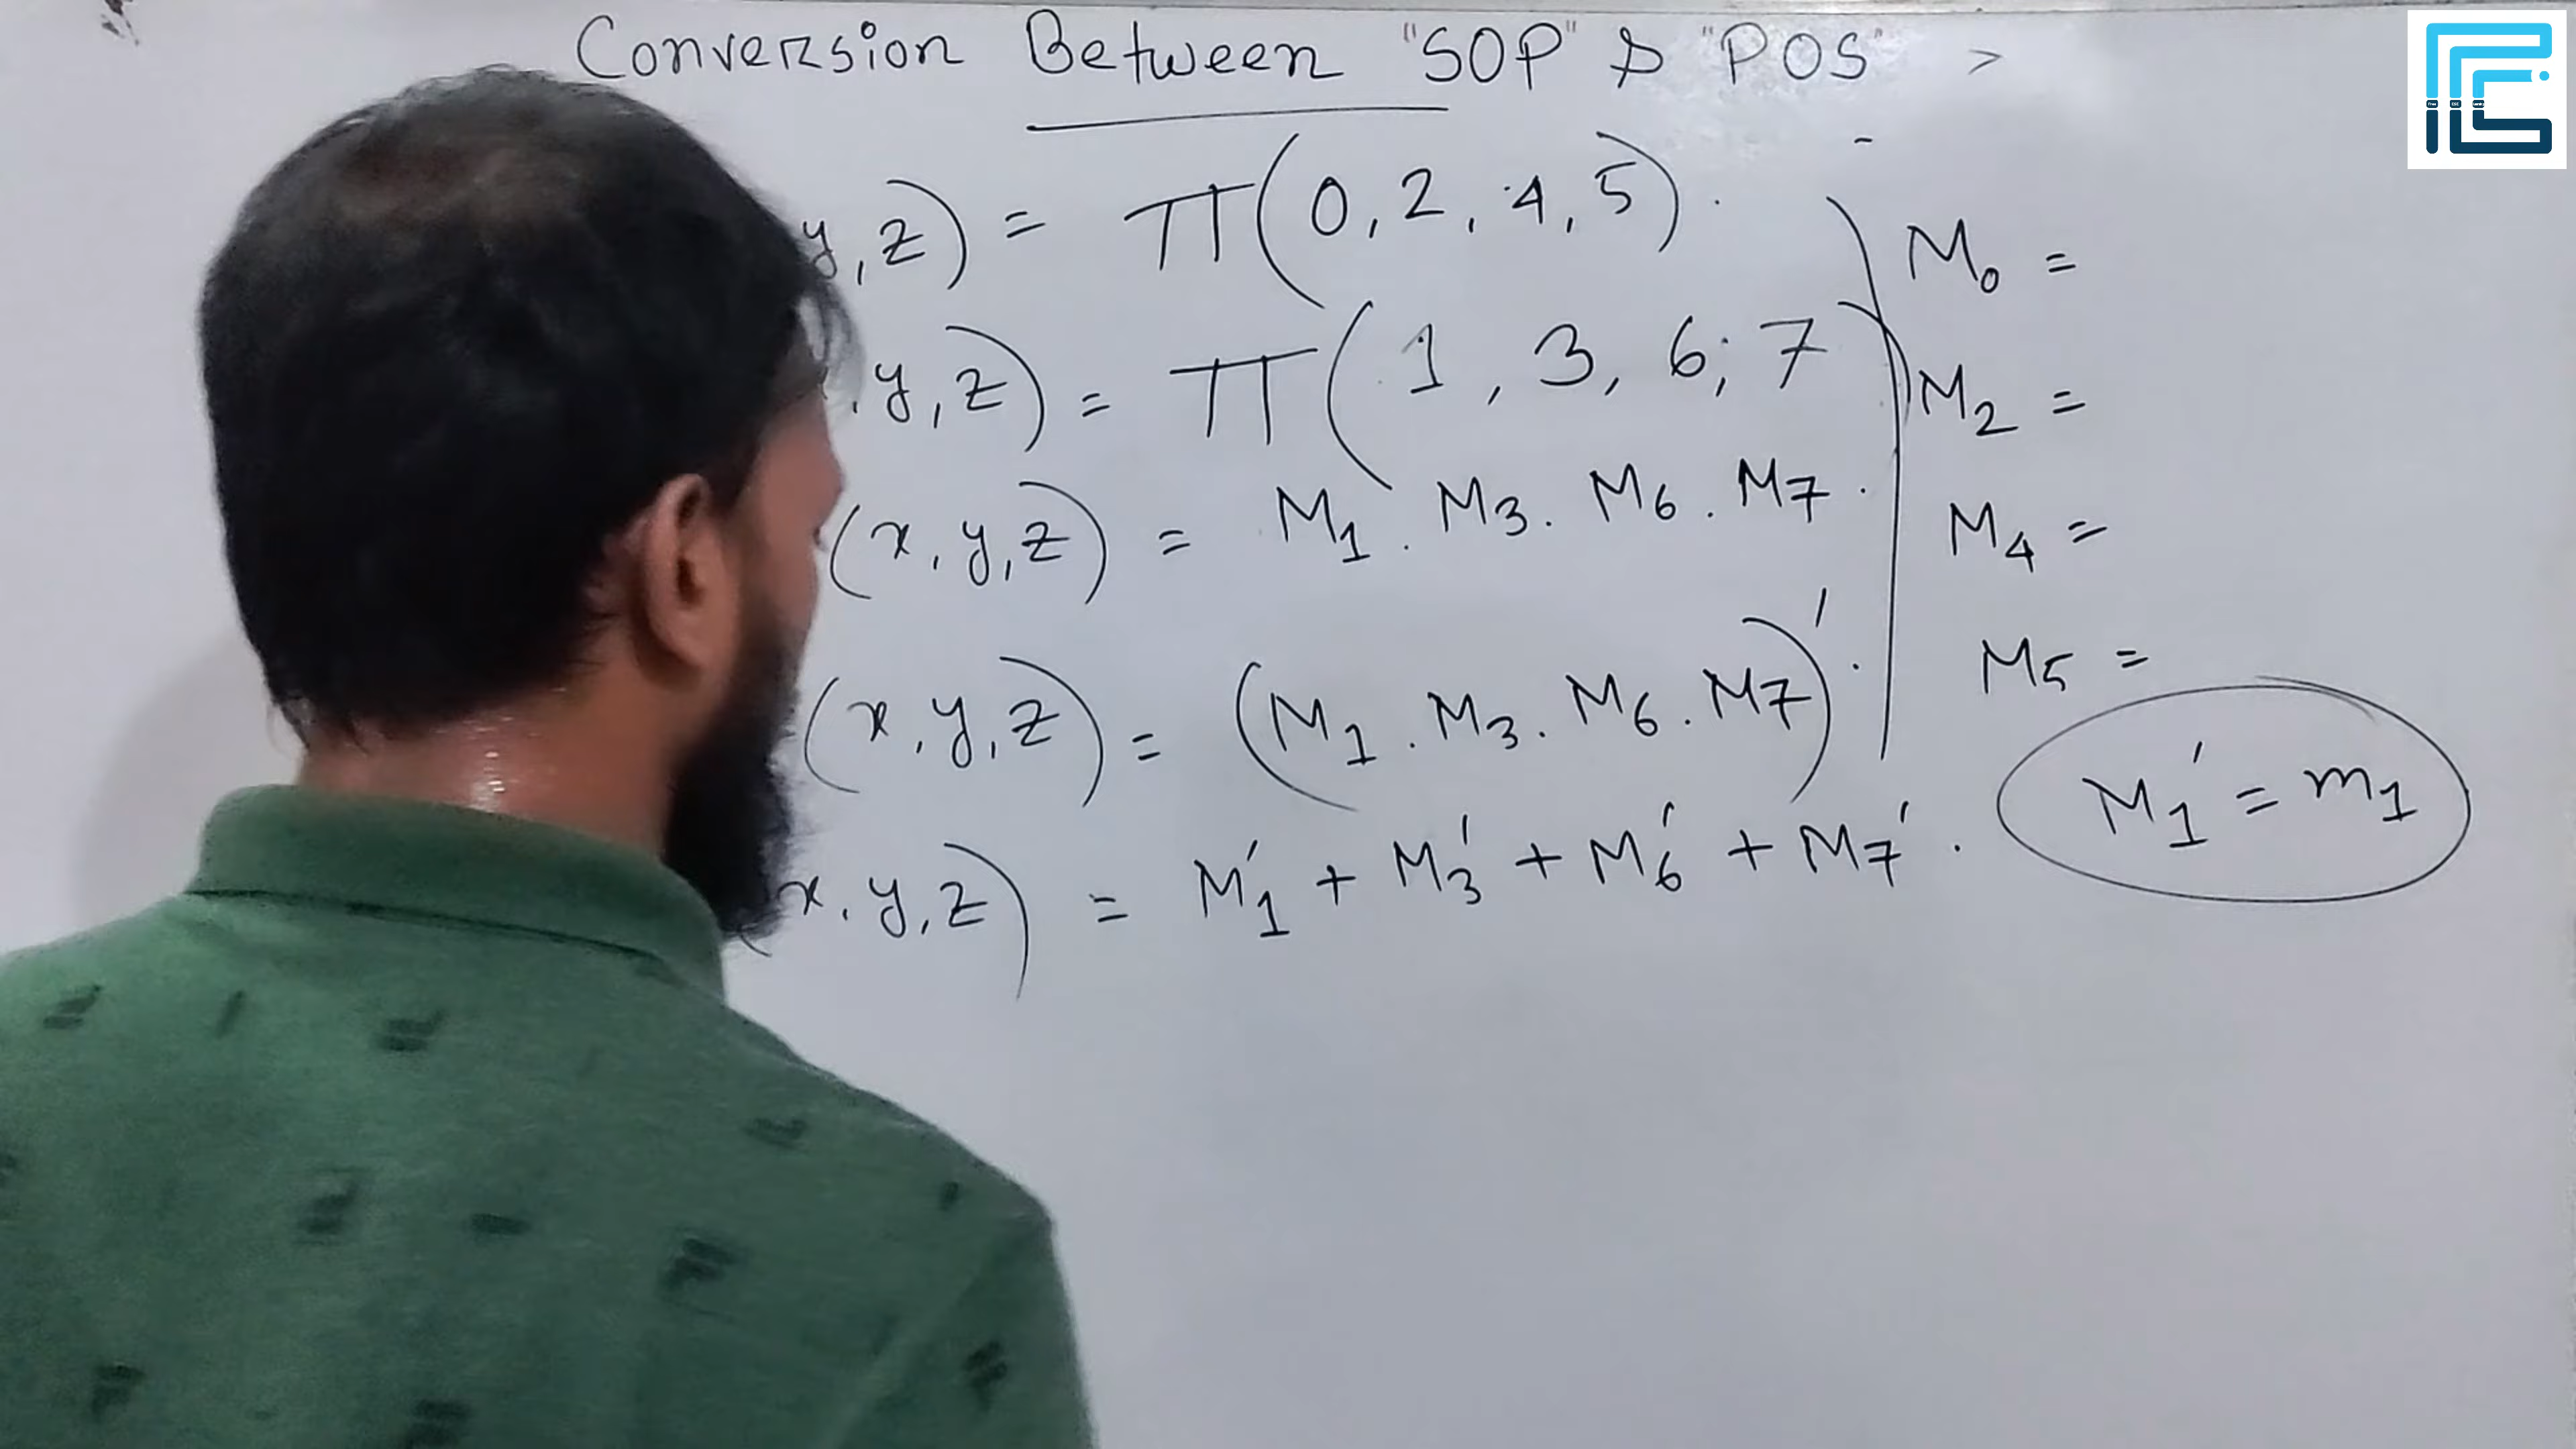 Conversion Between "SOP" & "POS" >
y, z) = π(0, 2, 4, 5).
, y, z) = π(1, 3, 6, 7)
(x, y, z) = M1 . M3 . M6 . M7 .
(x, y, z) = (M1 . M3 . M6 . M7)' .
x, y, z) = M1' + M3' + M6' + M7' .
M0 =
M2 =
M4 =
M5 =
M1' = m1